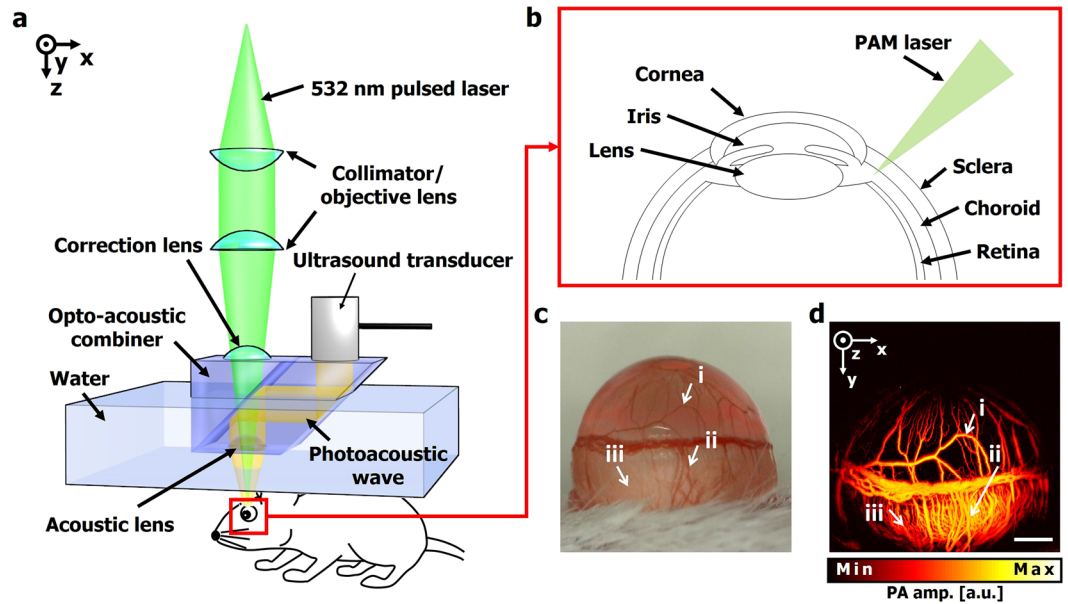 a
x
y
z
532 nm pulsed laser
Collimator/
objective lens
Correction lens
Ultrasound transducer
Opto-acoustic
combiner
Water
Photoacoustic
wave
Acoustic lens
b
PAM laser
Cornea
Iris
Lens
Sclera
Choroid
Retina
c
i
ii
iii
d
z
x
y
i
ii
iii
Min
Max
PA amp. [a.u.]